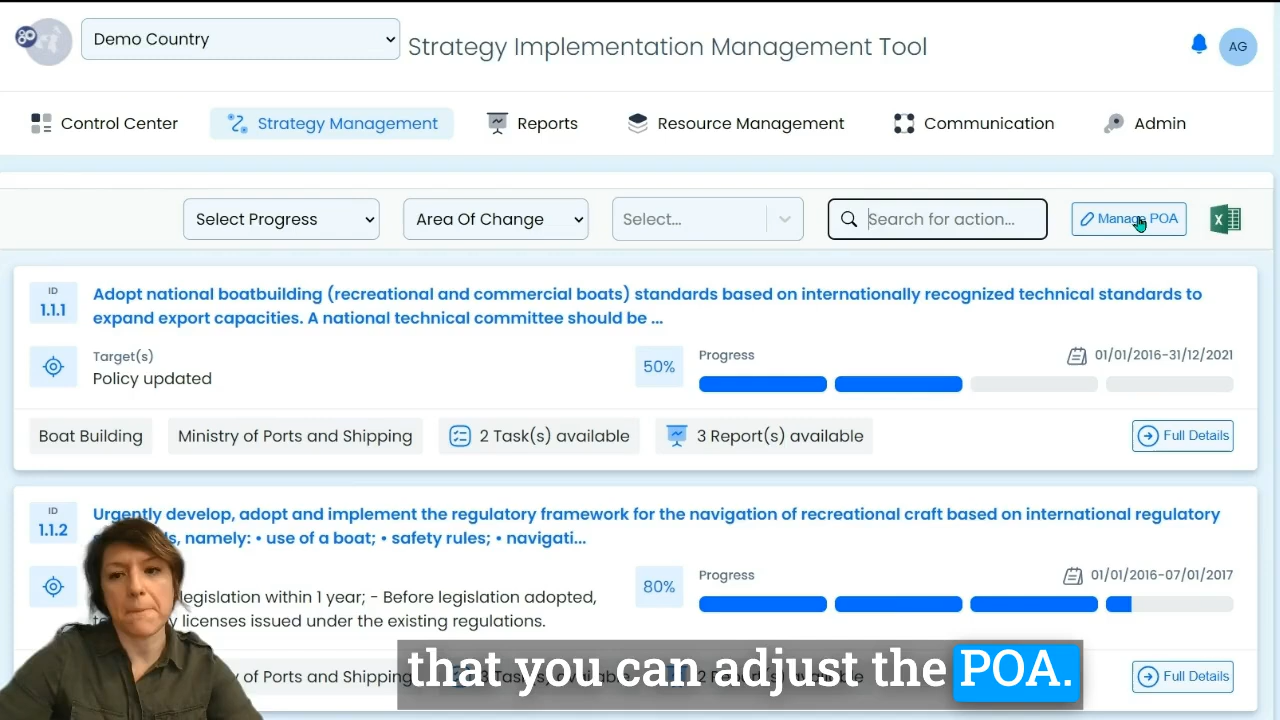 Demo Country
Strategy Implementation Management Tool
AG
Control Center
Strategy Management
Reports
Resource Management
Communication
Admin
Select Progress
Area Of Change
Select...
Search for action...
Manage POA
ID
1.1.1
Adopt national boatbuilding (recreational and commercial boats) standards based on internationally recognized technical standards to
expand export capacities. A national technical committee should be ...
Target(s)
Policy updated
50%
Progress
01/01/2016-31/12/2021
Boat Building
Ministry of Ports and Shipping
2 Task(s) available
3 Report(s) available
Full Details
ID
1.1.2
Urgently develop, adopt and implement the regulatory framework for the navigation of recreational craft based on international regulatory
namely: • use of a boat; • safety rules; • navigati...
legislation within 1 year; - Before legislation adopted,
licenses issued under the existing regulations.
80%
Progress
01/01/2016-07/01/2017
of Ports and Shipping
Full Details
that you can adjust the POA.